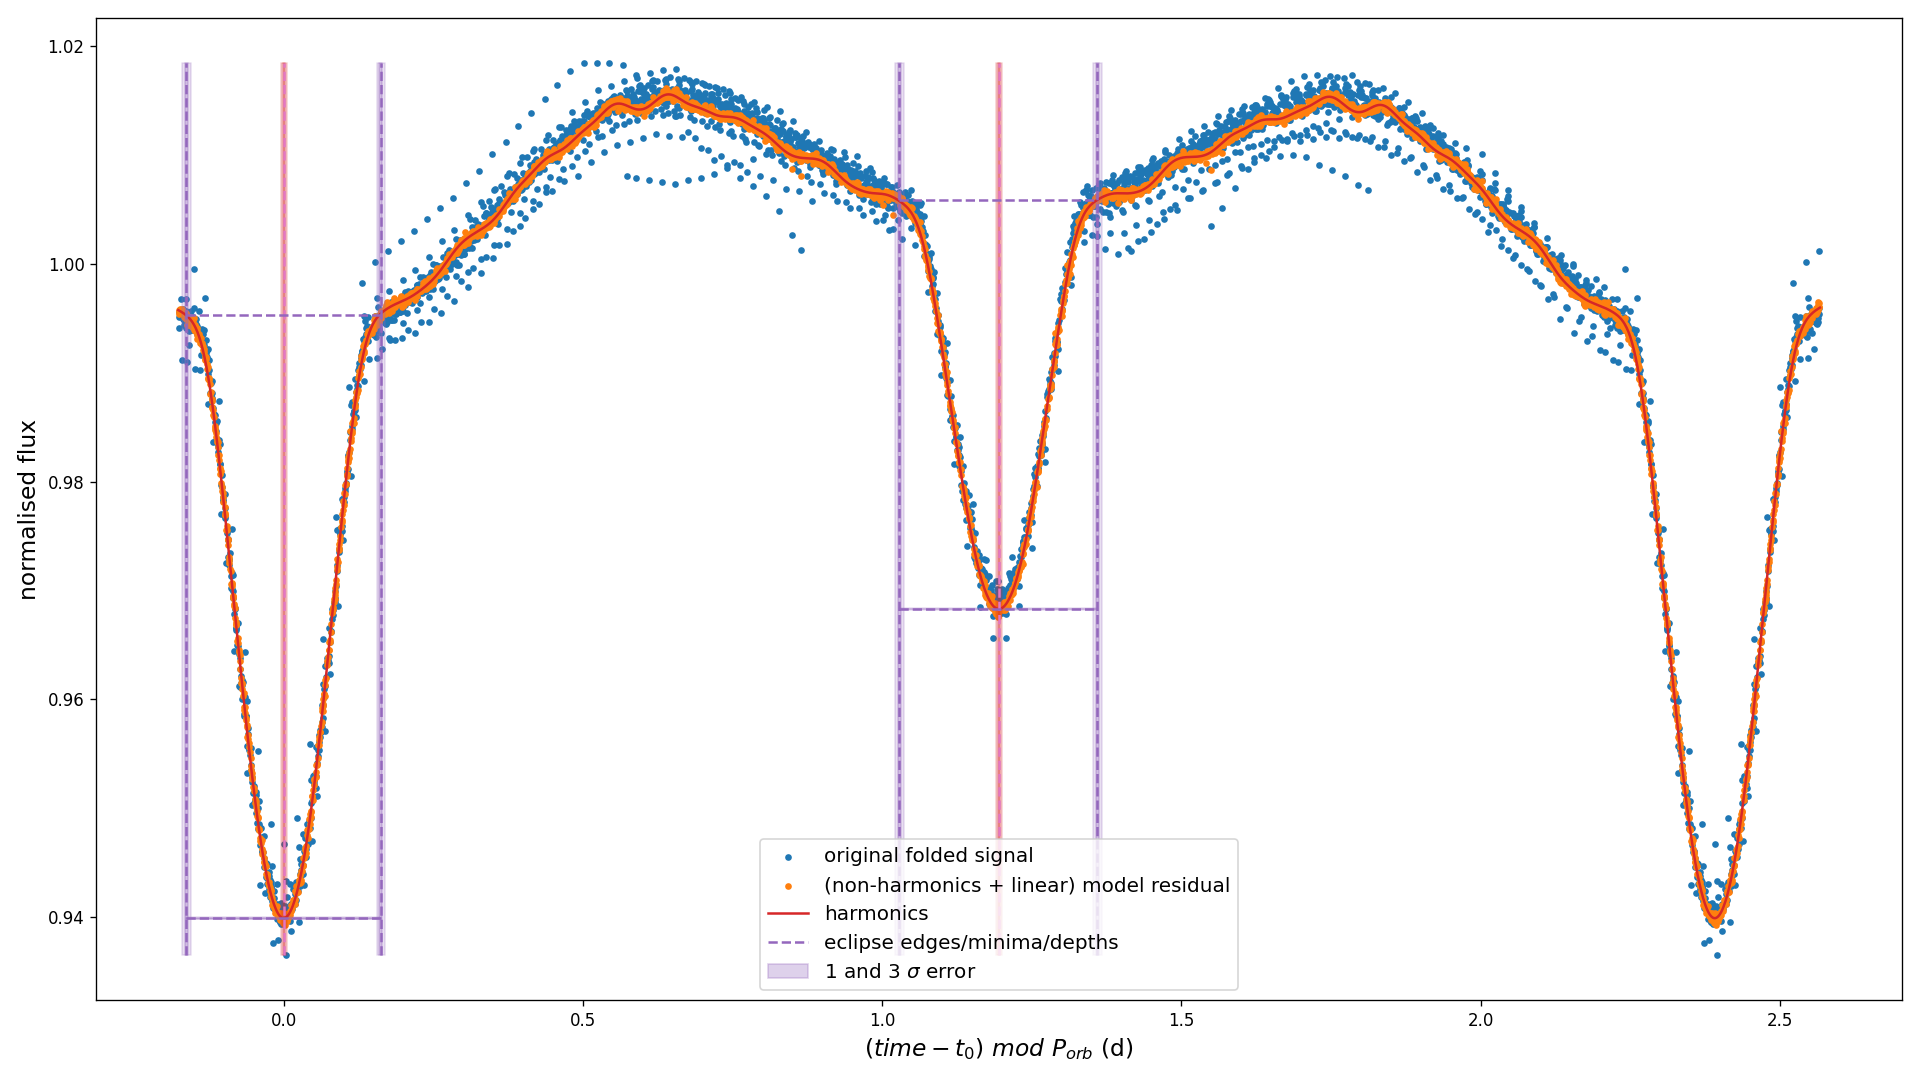 1.02
1.00
0.98
0.96
0.94
normalised flux
original folded signal
(non-harmonics + linear) model residual
harmonics
eclipse edges/minima/depths
1 and 3 σ error
0.0 0.5 1.0 1.5 2.0 2.5
(time − t₀) mod P_orb (d)